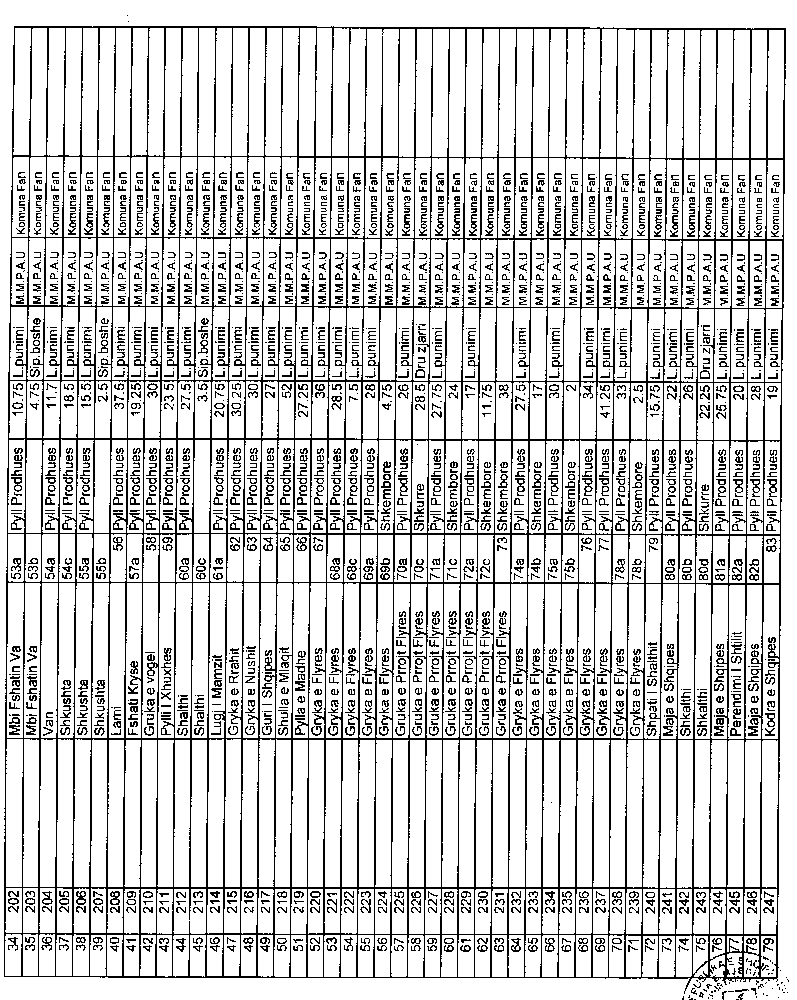 34 202 Mbi Fshatin Va 53a Pyll Prodhues 10.75 L.punimi M.M.P.A.U Komuna Fan
35 203 Mbi Fshatin Va 53b 4.75 Sip.boshe M.M.P.A.U Komuna Fan
36 204 Van 54a Pyll Prodhues 11.7 L.punimi M.M.P.A.U Komuna Fan
37 205 Shkushta 54c Pyll Prodhues 18.5 L.punimi M.M.P.A.U Komuna Fan
38 206 Shkushta 55a Pyll Prodhues 15.5 L.punimi M.M.P.A.U Komuna Fan
39 207 Shkushta 55b 2.5 Sip.boshe M.M.P.A.U Komuna Fan
40 208 Lami 56 Pyll Prodhues 37.5 L.punimi M.M.P.A.U Komuna Fan
41 209 Fshati Kryse 57a Pyll Prodhues 19.25 L.punimi M.M.P.A.U Komuna Fan
42 210 Gruka e vogel 58 Pyll Prodhues 30 L.punimi M.M.P.A.U Komuna Fan
43 211 Pylli I Xhuxhes 59 Pyll Prodhues 23.5 L.punimi M.M.P.A.U Komuna Fan
44 212 Shalthi 60a Pyll Prodhues 27.5 L.punimi M.M.P.A.U Komuna Fan
45 213 Shalthi 60c 3.5 Sip.boshe M.M.P.A.U Komuna Fan
46 214 Lugj I Mamzit 61a Pyll Prodhues 20.75 L.punimi M.M.P.A.U Komuna Fan
47 215 Gryka e Rrahit 62 Pyll Prodhues 30.25 L.punimi M.M.P.A.U Komuna Fan
48 216 Gryka e Nushit 63 Pyll Prodhues 30 L.punimi M.M.P.A.U Komuna Fan
49 217 Guri I Shqipes 64 Pyll Prodhues 27 L.punimi M.M.P.A.U Komuna Fan
50 218 Shulla e Mlaqit 65 Pyll Prodhues 52 L.punimi M.M.P.A.U Komuna Fan
51 219 Pylla e Madhe 66 Pyll Prodhues 27.25 L.punimi M.M.P.A.U Komuna Fan
52 220 Gryka e Flyres 67 Pyll Prodhues 36 L.punimi M.M.P.A.U Komuna Fan
53 221 Gryka e Flyres 68a Pyll Prodhues 28.5 L.punimi M.M.P.A.U Komuna Fan
54 222 Gryka e Flyres 68c Pyll Prodhues 7.5 L.punimi M.M.P.A.U Komuna Fan
55 223 Gryka e Flyres 69a Pyll Prodhues 28 L.punimi M.M.P.A.U Komuna Fan
56 224 Gryka e Flyres 69b Shkembore 4.75 M.M.P.A.U Komuna Fan
57 225 Gruka e Prrojt Flyres 70a Pyll Prodhues 26 L.punimi M.M.P.A.U Komuna Fan
58 226 Gruka e Prrojt Flyres 70c Shkurre 28.5 Dru zjarri M.M.P.A.U Komuna Fan
59 227 Gruka e Prrojt Flyres 71a Pyll Prodhues 27.75 L.punimi M.M.P.A.U Komuna Fan
60 228 Gruka e Prrojt Flyres 71c Shkembore 24 M.M.P.A.U Komuna Fan
61 229 Gruka e Prrojt Flyres 72a Pyll Prodhues 17 L.punimi M.M.P.A.U Komuna Fan
62 230 Gruka e Prrojt Flyres 72c Shkembore 11.75 M.M.P.A.U Komuna Fan
63 231 Gruka e Prrojt Flyres 73 Shkembore 38 M.M.P.A.U Komuna Fan
64 232 Gryka e Flyres 74a Pyll Prodhues 27.5 L.punimi M.M.P.A.U Komuna Fan
65 233 Gryka e Flyres 74b Shkembore 17 M.M.P.A.U Komuna Fan
66 234 Gryka e Flyres 75a Pyll Prodhues 30 L.punimi M.M.P.A.U Komuna Fan
67 235 Gryka e Flyres 75b Shkembore 2 M.M.P.A.U Komuna Fan
68 236 Gryka e Flyres 76 Pyll Prodhues 34 L.punimi M.M.P.A.U Komuna Fan
69 237 Gryka e Flyres 77 Pyll Prodhues 41.25 L.punimi M.M.P.A.U Komuna Fan
70 238 Gryka e Flyres 78a Pyll Prodhues 33 L.punimi M.M.P.A.U Komuna Fan
71 239 Gryka e Flyres 78b Shkembore 2.5 M.M.P.A.U Komuna Fan
72 240 Shpati I Shalthit 79 Pyll Prodhues 15.75 L.punimi M.M.P.A.U Komuna Fan
73 241 Maja e Shqipes 80a Pyll Prodhues 22 L.punimi M.M.P.A.U Komuna Fan
74 242 Shkalthi 80b Pyll Prodhues 26 L.punimi M.M.P.A.U Komuna Fan
75 243 Shkalthi 80d Shkurre 22.25 Dru zjarri M.M.P.A.U Komuna Fan
76 244 Maja e Shqipes 81a Pyll Prodhues 25.75 L.punimi M.M.P.A.U Komuna Fan
77 245 Perendimi I Shtilit 82a Pyll Prodhues 20 L.punimi M.M.P.A.U Komuna Fan
78 246 Maja e Shqipes 82b Pyll Prodhues 28 L.punimi M.M.P.A.U Komuna Fan
79 247 Kodra e Shqipes 83 Pyll Prodhues 19 L.punimi M.M.P.A.U Komuna Fan